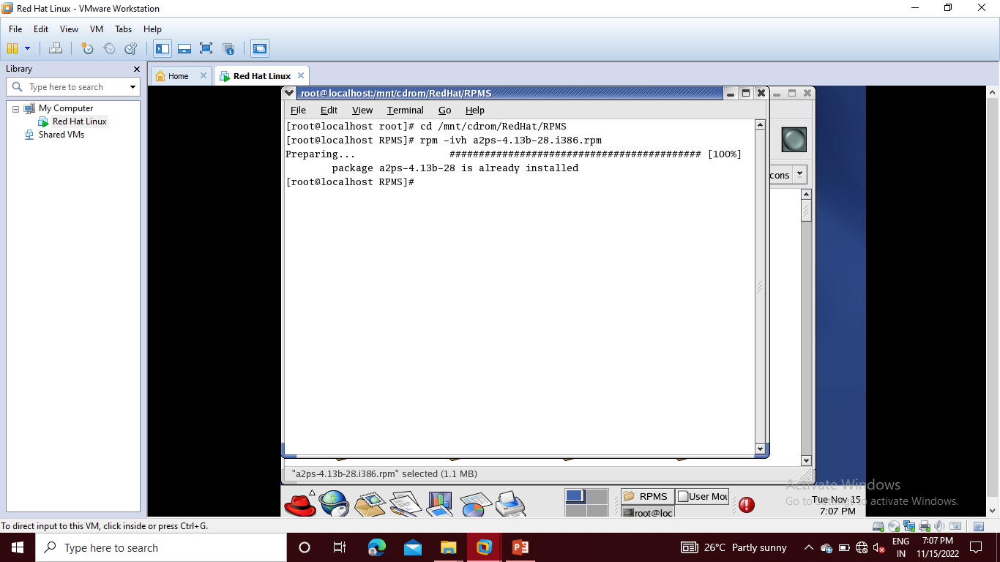 Red Hat Linux - VMware Workstation
File Edit View VM Tabs Help
Library
Type here to search
My Computer
Red Hat Linux
Shared VMs
Home
Red Hat Linux
root@localhost:/mnt/cdrom/RedHat/RPMS
File Edit View Terminal Go Help
[root@localhost root]# cd /mnt/cdrom/RedHat/RPMS
[root@localhost RPMS]# rpm -ivh a2ps-4.13b-28.i386.rpm
Preparing... ########################################### [100%]
package a2ps-4.13b-28 is already installed
[root@localhost RPMS]#
cons
"a2ps-4.13b-28.i386.rpm" selected (1.1 MB)
RPMS
User Mou
root@loc
Tue Nov 15
7:07 PM
Activate Windows
Go to Settings to activate Windows.
To direct input to this VM, click inside or press Ctrl+G.
Type here to search
26°C Partly sunny
ENG
IN
7:07 PM
11/15/2022